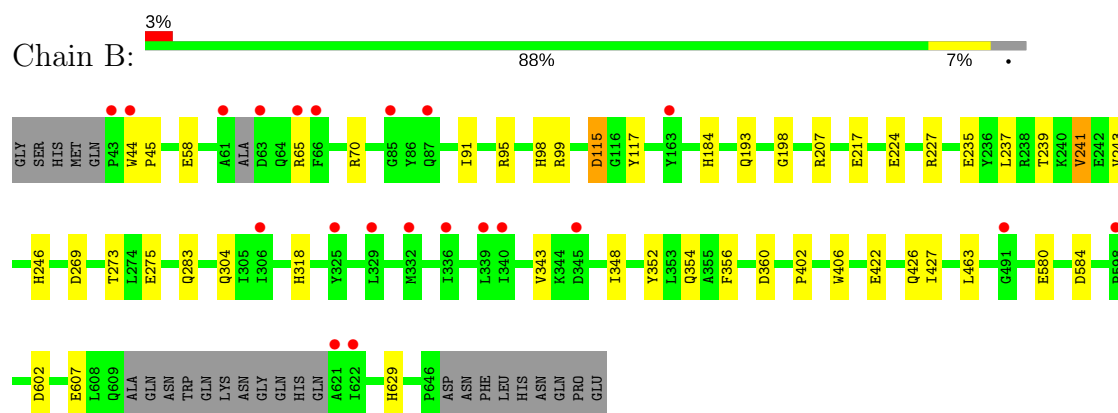 3%
Chain B:
88% 7% •
GLY SER HIS MET GLN P43 W44 P45 E58 A61 ALA D63 Q64 R65 F66 R70 G85 Y86 Q87 I91 R95 H98 R99 D115 G116 Y117 Y163 H184 Q193 G198 R207 E217 E224 R227 E235 Y236 L237 R238 T239 K240 V241 E242 V243
H246 D269 T273 L274 E275 Q283 Q304 I305 I306 H318 Y325 L329 M332 I336 L339 I340 V343 K344 D345 I348 Y352 L353 Q354 A355 F356 D360 P402 W406 E422 Q426 I427 L463 G491 E580 D584
D602 E607 L608 Q609 ALA GLN ASN TRP GLN LYS ASN GLY GLN HIS GLN A621 I622 H629 P646 ASP ASN PHE LEU HIS ASN GLN PRO GLU